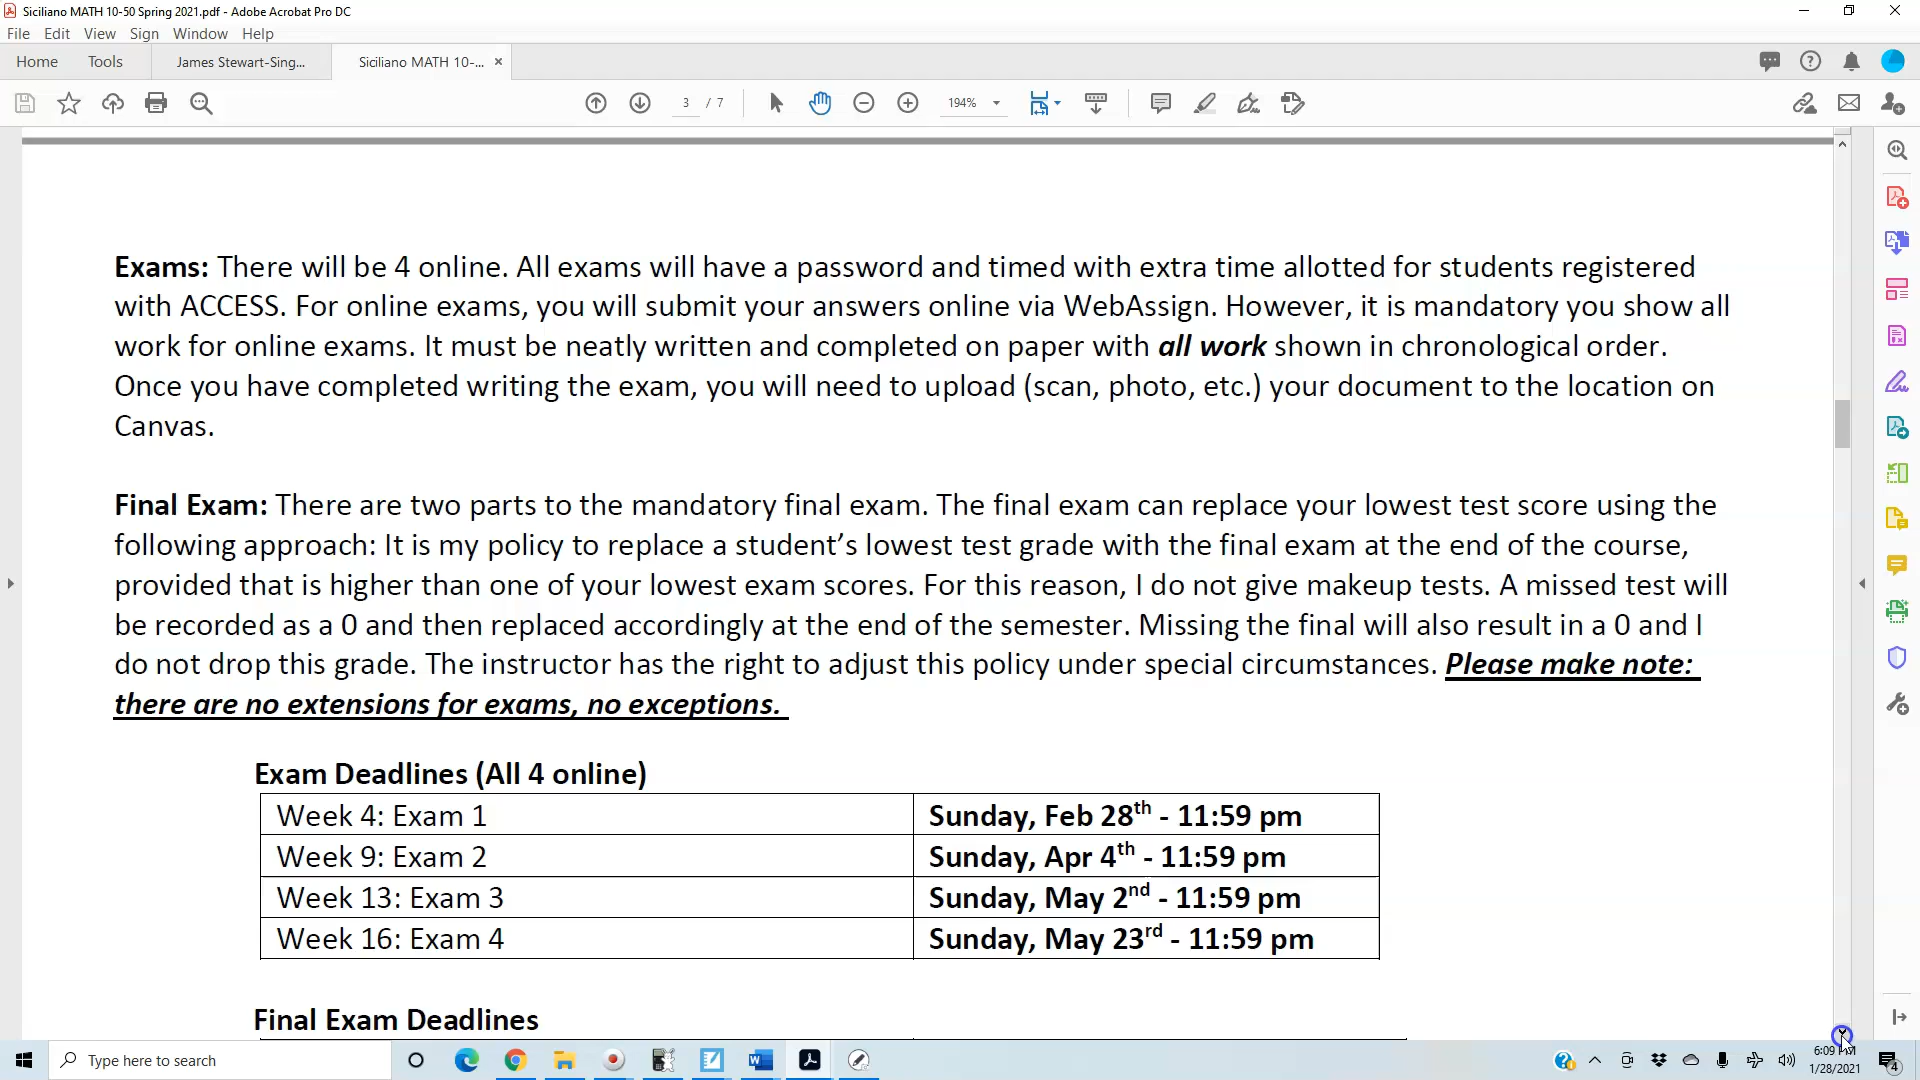 Siciliano MATH 10-50 Spring 2021.pdf - Adobe Acrobat Pro DC
File Edit View Sign Window Help
Home Tools James Stewart-Sing... Siciliano MATH 10-... ×
3 / 7 194%
Exams: There will be 4 online. All exams will have a password and timed with extra time allotted for students registered
with ACCESS. For online exams, you will submit your answers online via WebAssign. However, it is mandatory you show all
work for online exams. It must be neatly written and completed on paper with all work shown in chronological order.
Once you have completed writing the exam, you will need to upload (scan, photo, etc.) your document to the location on
Canvas.
Final Exam: There are two parts to the mandatory final exam. The final exam can replace your lowest test score using the
following approach: It is my policy to replace a student’s lowest test grade with the final exam at the end of the course,
provided that is higher than one of your lowest exam scores. For this reason, I do not give makeup tests. A missed test will
be recorded as a 0 and then replaced accordingly at the end of the semester. Missing the final will also result in a 0 and I
do not drop this grade. The instructor has the right to adjust this policy under special circumstances. Please make note:
there are no extensions for exams, no exceptions.
Exam Deadlines (All 4 online)
Week 4: Exam 1 Sunday, Feb 28th - 11:59 pm
Week 9: Exam 2 Sunday, Apr 4th - 11:59 pm
Week 13: Exam 3 Sunday, May 2nd - 11:59 pm
Week 16: Exam 4 Sunday, May 23rd - 11:59 pm
Final Exam Deadlines
Type here to search
6:09 PM
1/28/2021
4